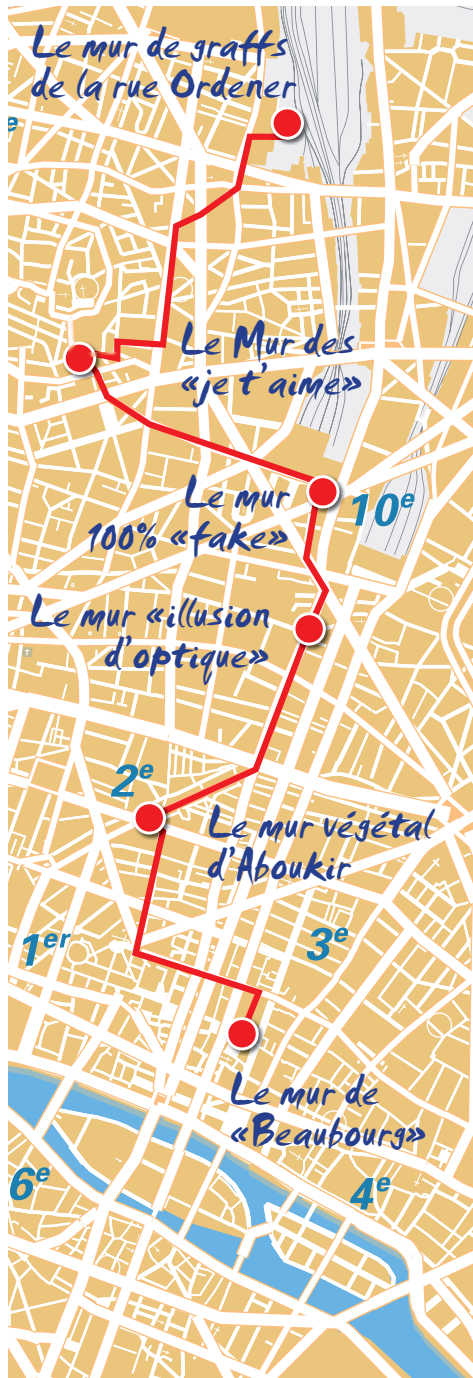 Le mur de graffs
de la rue Ordener
e
Le Mur des
«je t'aime»
Le mur
100% «fake»
10e
Le mur «illusion
d'optique»
2e
Le mur végétal
d'Aboukir
1er
3e
Le mur de
«Beaubourg»
6e
4e